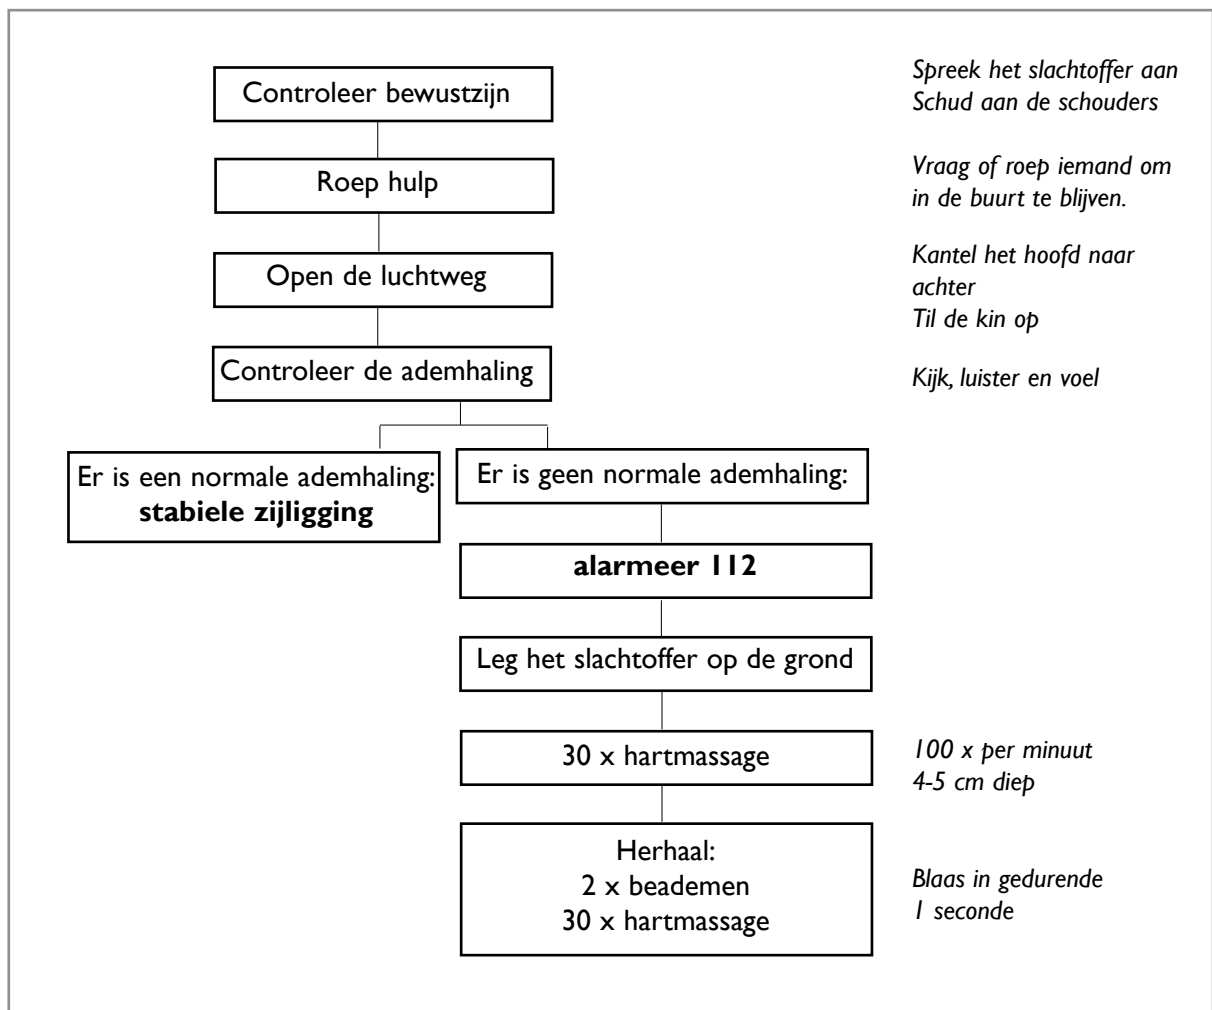 Controleer bewustzijn
Spreek het slachtoffer aan
Schud aan de schouders
Roep hulp
Vraag of roep iemand om
in de buurt te blijven.
Open de luchtweg
Kantel het hoofd naar
achter
Til de kin op
Controleer de ademhaling
Kijk, luister en voel
Er is een normale ademhaling:
stabiele zijligging
Er is geen normale ademhaling:
alarmeer 112
Leg het slachtoffer op de grond
30 x hartmassage
100 x per minuut
4-5 cm diep
Herhaal:
2 x beademen
30 x hartmassage
Blaas in gedurende
1 seconde